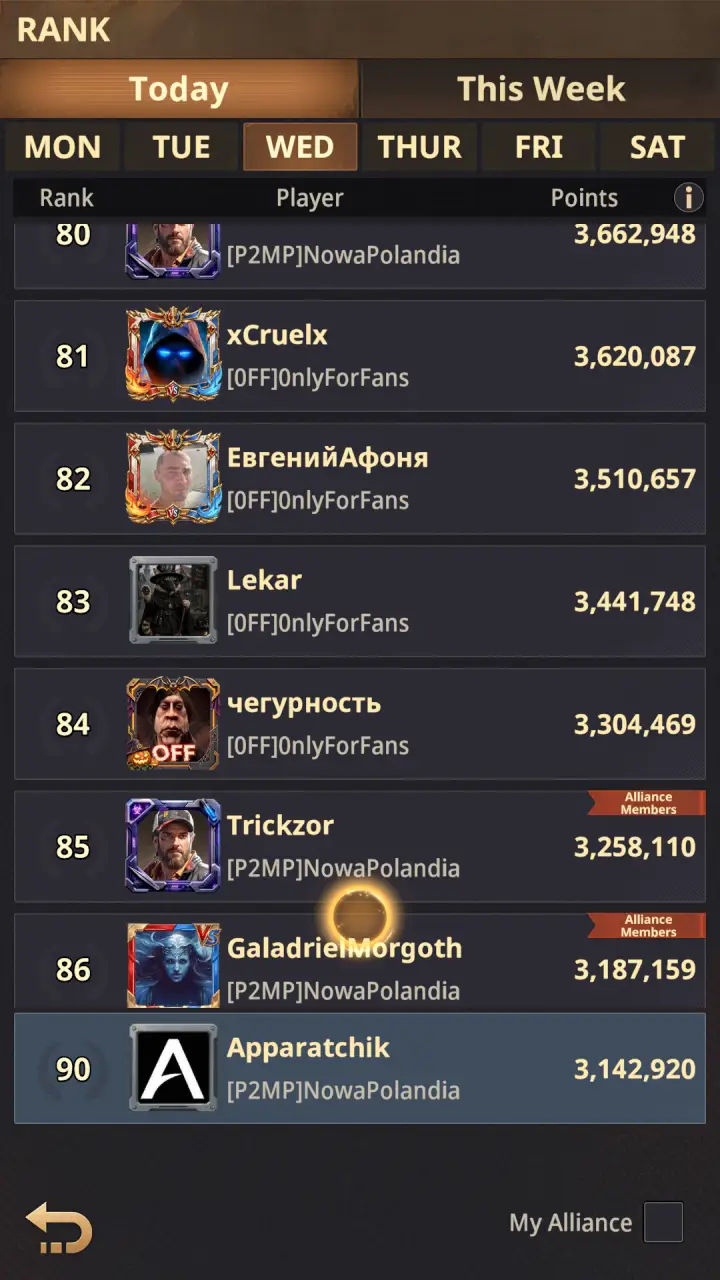 RANK
Today
This Week
MON TUE WED THUR FRI SAT
Rank Player Points i
80 3,662,948
[P2MP]NowaPolandia
xCruelx
81 3,620,087
[0FF]0nlyForFans
VS
ЕвгенийАфоня
82 3,510,657
[0FF]0nlyForFans
VS
Lekar
83 3,441,748
[0FF]0nlyForFans
чегурность
84 3,304,469
[0FF]0nlyForFans
OFF
Alliance
Members
Trickzor
85 3,258,110
[P2MP]NowaPolandia
Alliance
Members
VS
GaladrielMorgoth
86 3,187,159
[P2MP]NowaPolandia
Apparatchik
90 A 3,142,920
[P2MP]NowaPolandia
My Alliance